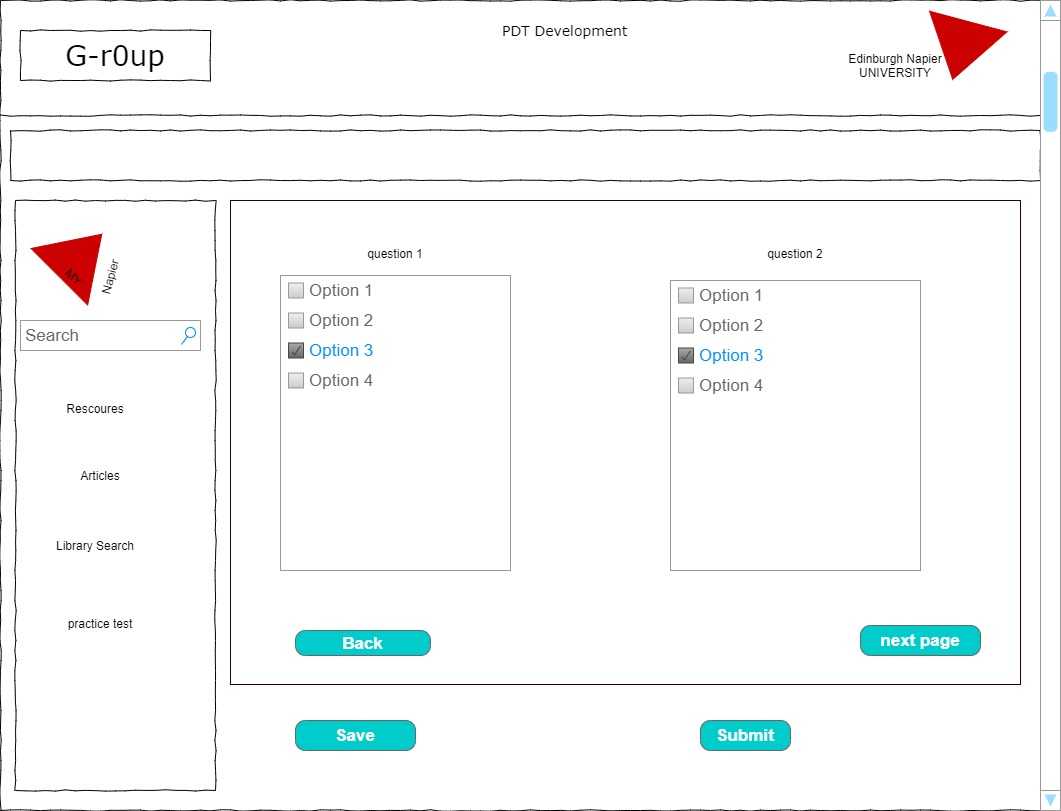 PDT Development
G-r0up
Edinburgh Napier
UNIVERSITY
MY
Napier
Search
Rescoures
Articles
Library Search
practice test
question 1
Option 1
Option 2
Option 3
Option 4
question 2
Option 1
Option 2
Option 3
Option 4
Back
next page
Save
Submit